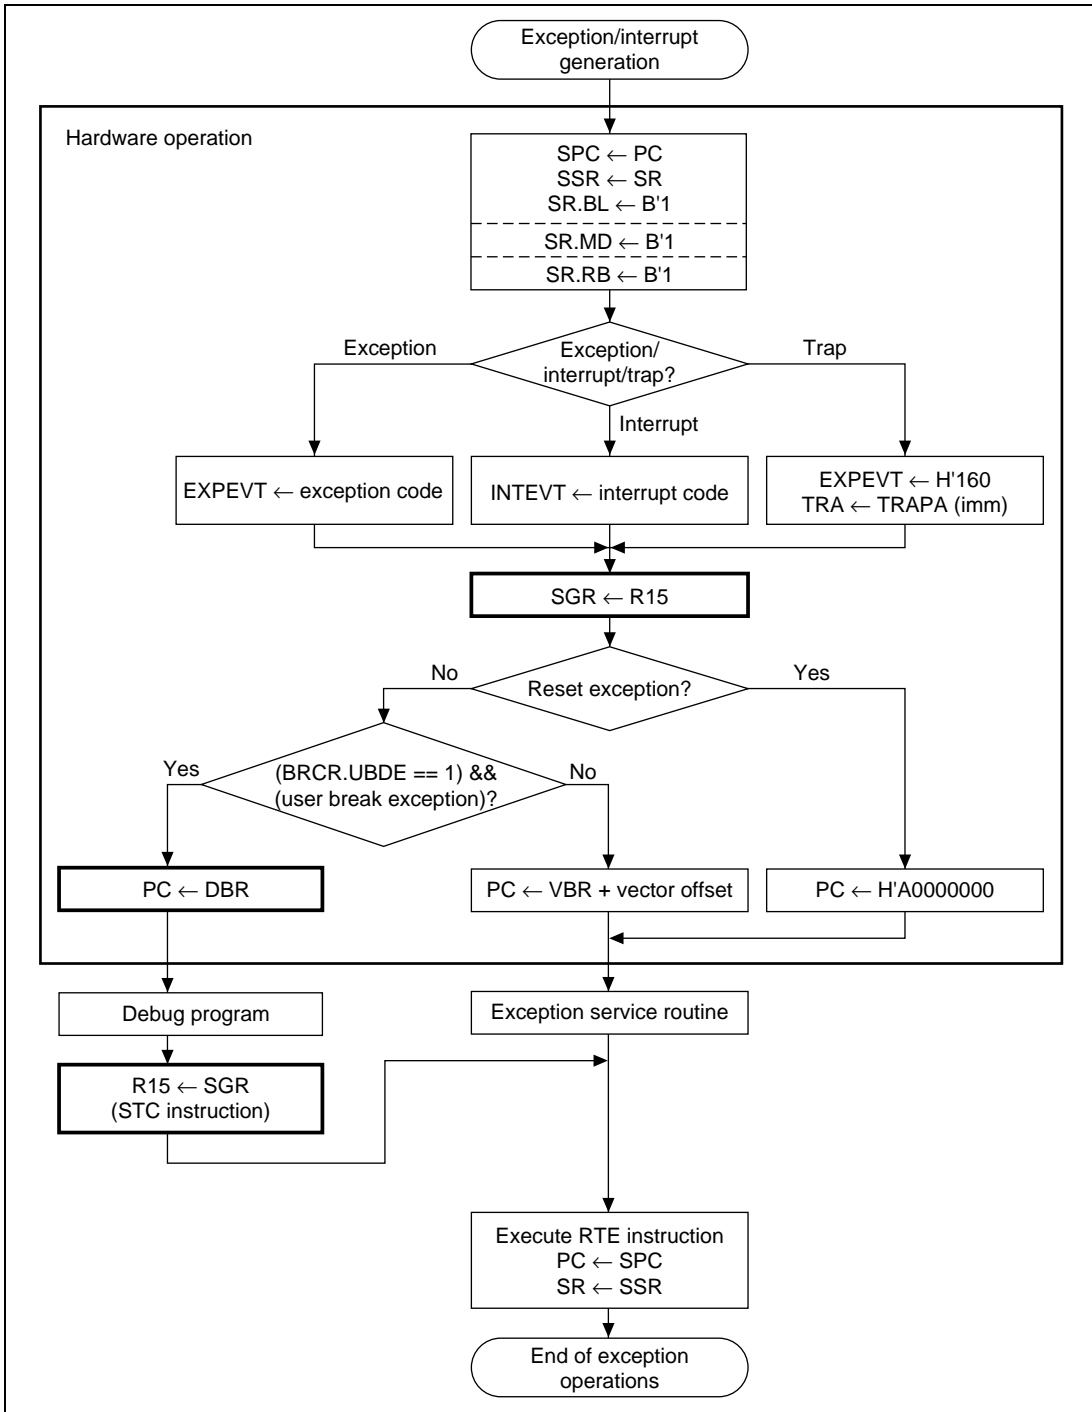 Exception/interrupt
generation
Hardware operation
SPC ← PC
SSR ← SR
SR.BL ← B'1
SR.MD ← B'1
SR.RB ← B'1
Exception
Exception/
interrupt/trap?
Trap
Interrupt
EXPEVT ← exception code
INTEVT ← interrupt code
EXPEVT ← H'160
TRA ← TRAPA (imm)
SGR ← R15
No
Reset exception?
Yes
Yes
(BRCR.UBDE == 1) &&
(user break exception)?
No
PC ← DBR
PC ← VBR + vector offset
PC ← H'A0000000
Debug program
Exception service routine
R15 ← SGR
(STC instruction)
Execute RTE instruction
PC ← SPC
SR ← SSR
End of exception
operations